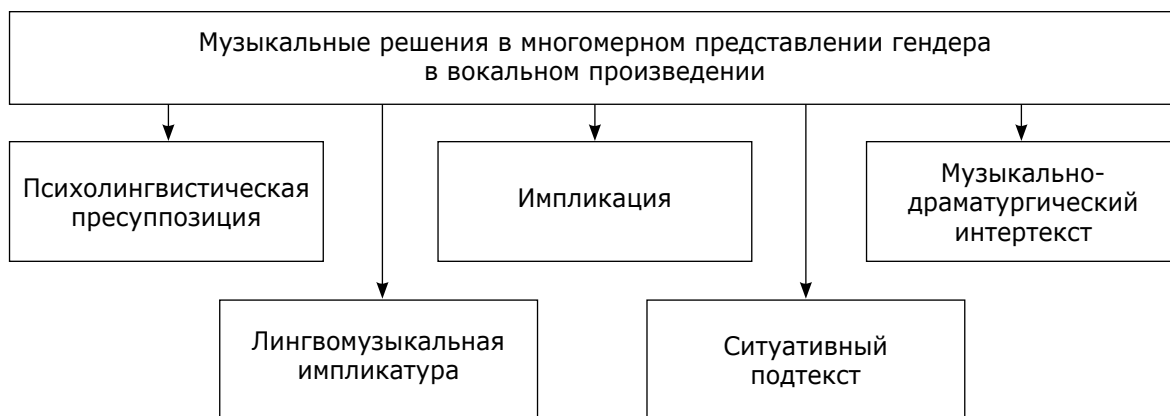 Музыкальные решения в многомерном представлении гендера
в вокальном произведении
Психолингвистическая
пресуппозиция
Импликация
Музыкально-
драматургический
интертекст
Лингвомузыкальная
импликатура
Ситуативный
подтекст